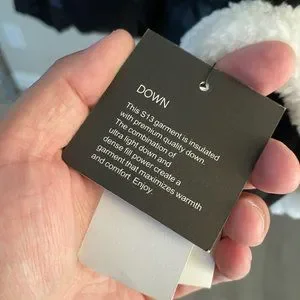 DOWN
This S13 garment is insulated
with premium quality down.
The combination of
ultra light down and
dense fill power create a
garment that maximizes warmth
and comfort. Enjoy.